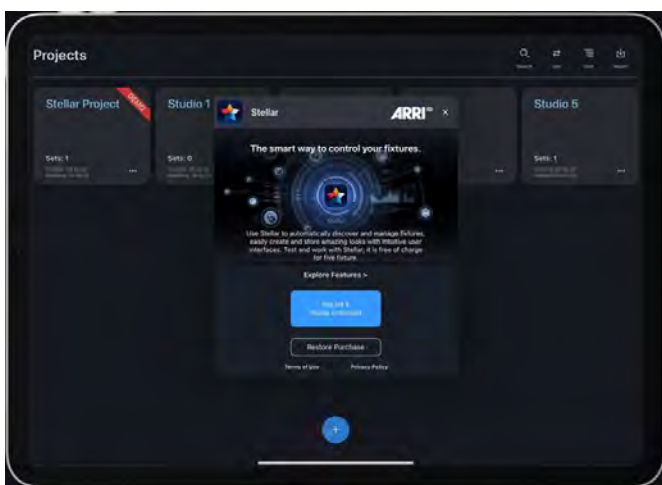 Projects
Stellar Project
DEMO
Sets: 1
Studio 1
Sets: 0
Studio 5
Sets: 1
Stellar
ARRI
The smart way to control your fixtures.
Use Stellar to automatically discover and manage fixtures,
easily create and store amazing looks with intuitive user
interfaces. Test and work with Stellar, it is free of charge
for five fixture.
Explore Features >
Restore Purchase
Terms of Use
Privacy Policy